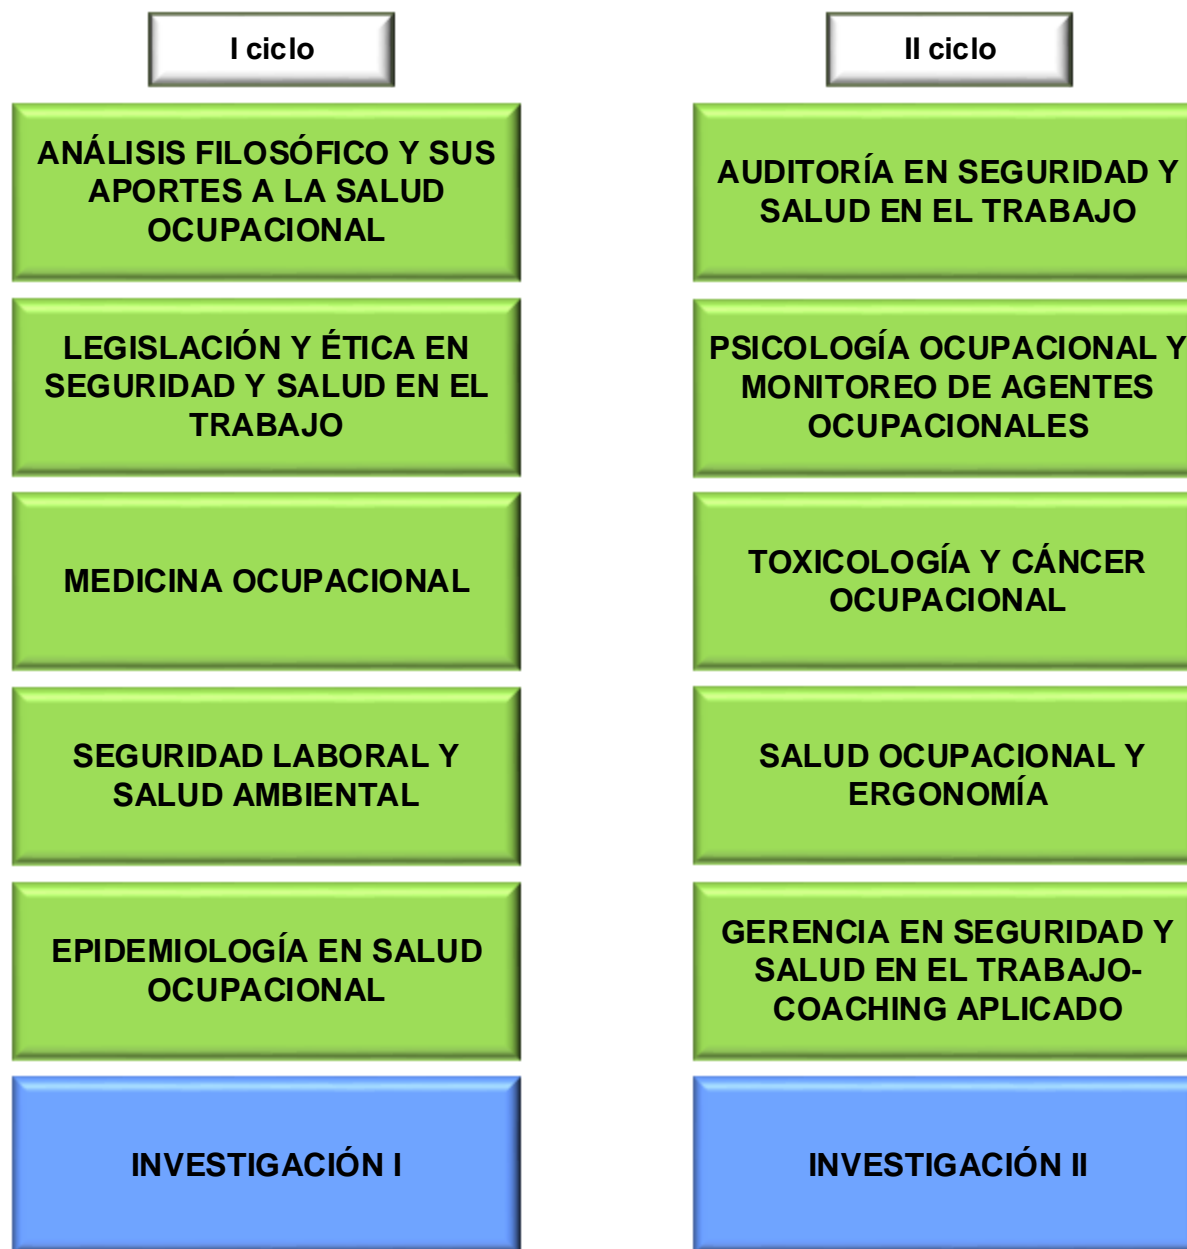 I ciclo
ANÁLISIS FILOSÓFICO Y SUS
APORTES A LA SALUD
OCUPACIONAL
LEGISLACIÓN Y ÉTICA EN
SEGURIDAD Y SALUD EN EL
TRABAJO
MEDICINA OCUPACIONAL
SEGURIDAD LABORAL Y
SALUD AMBIENTAL
EPIDEMIOLOGÍA EN SALUD
OCUPACIONAL
INVESTIGACIÓN I
II ciclo
AUDITORÍA EN SEGURIDAD Y
SALUD EN EL TRABAJO
PSICOLOGÍA OCUPACIONAL Y
MONITOREO DE AGENTES
OCUPACIONALES
TOXICOLOGÍA Y CÁNCER
OCUPACIONAL
SALUD OCUPACIONAL Y
ERGONOMÍA
GERENCIA EN SEGURIDAD Y
SALUD EN EL TRABAJO-
COACHING APLICADO
INVESTIGACIÓN II